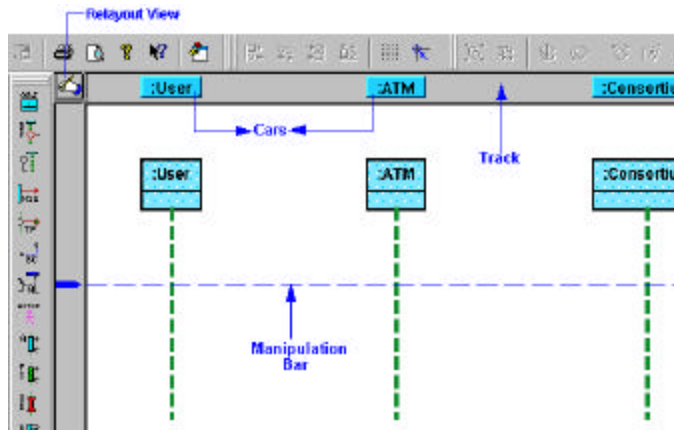 Relayout View
:User
:ATM
:Consortiu
Cars
Track
:User
:ATM
:Consortiu
Manipulation
Bar